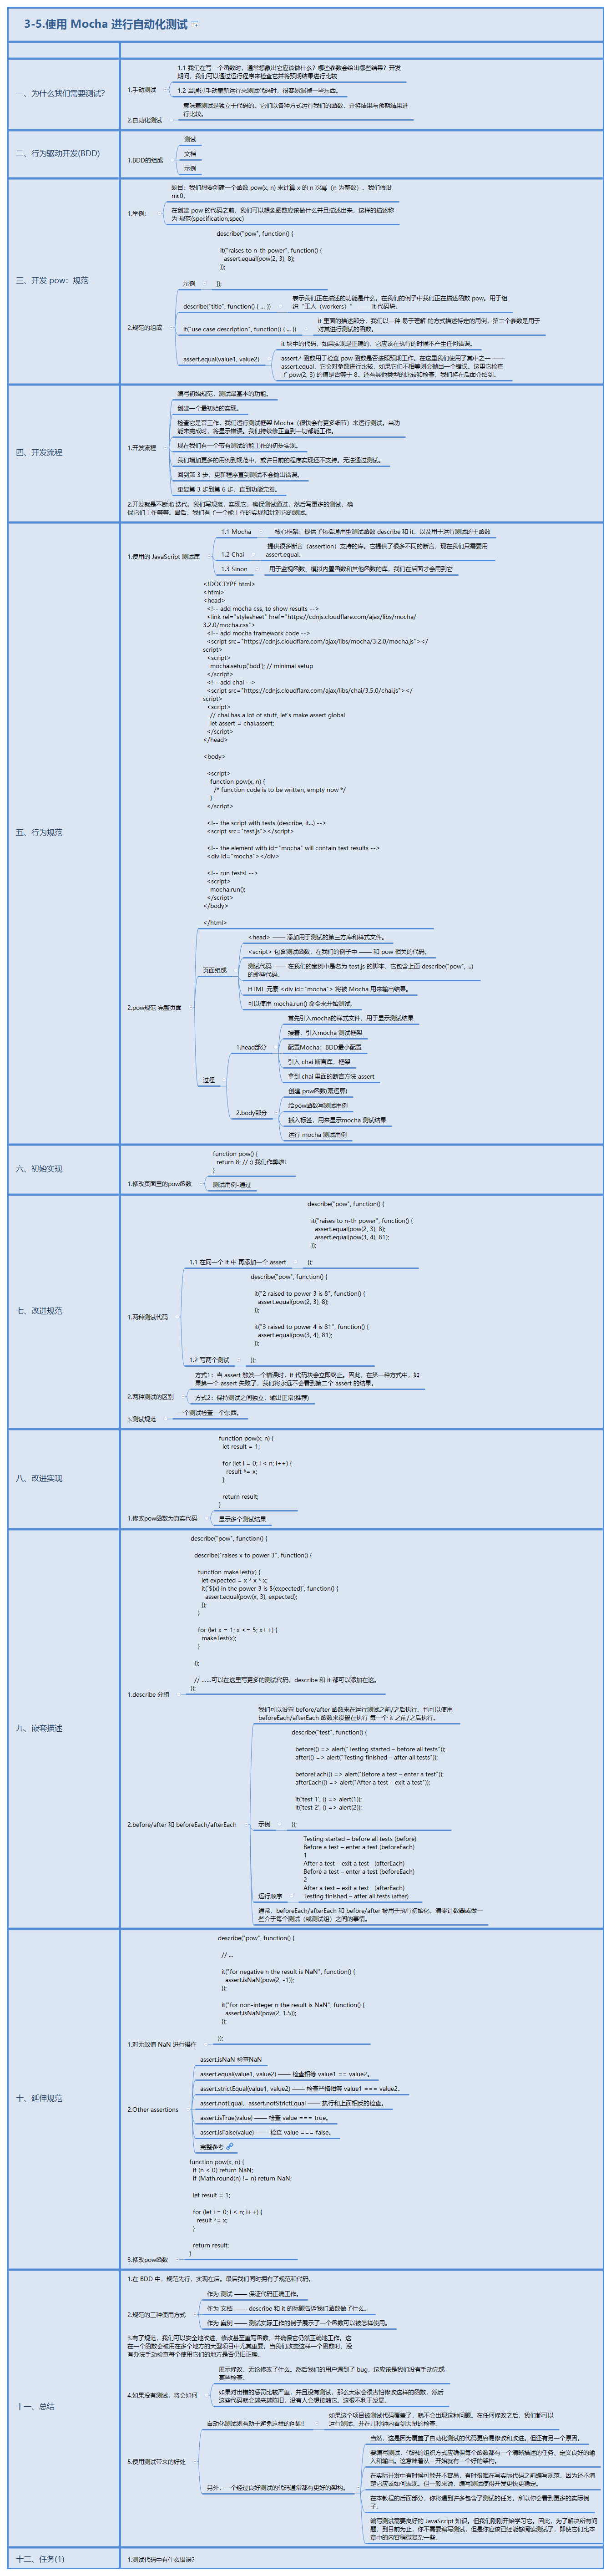 3-5.使用 Mocha 进行自动化测试
一、为什么我们需要测试?
1.手动测试
1.1 我们在写一个函数时，通常想象出它应该做什么？哪些参数会给出哪些结果？开发
期间，我们可以通过运行程序来检查它并将预期结果进行比较
1.2 当通过手动重新运行来测试代码时，很容易漏掉一些东西。
2.自动化测试
意味着测试是独立于代码的。它们以各种方式运行我们的函数，并将结果与预期结果进
行比较。
二、行为驱动开发(BDD)
1.BDD的组成
测试
文档
示例
三、开发 pow：规范
1.举例：
题目：我们想要创建一个函数 pow(x, n) 来计算 x 的 n 次幂（n 为整数）。我们假设
n≥0。
在创建 pow 的代码之前，我们可以想象函数应该做什么并且描述出来，这样的描述称
为 规范(specification,spec)
2.规范的组成
示例
describe("pow", function() {
it("raises to n-th power", function() {
assert.equal(pow(2, 3), 8);
});
});
describe("title", function() { ... })
表示我们正在描述的功能是什么。在我们的例子中我们正在描述函数 pow。用于组
织“工人（workers）” —— it 代码块。
it("use case description", function() { ... })
it 里面的描述部分，我们以一种 易于理解 的方式描述特定的用例，第二个参数是用于
对其进行测试的函数。
assert.equal(value1, value2)
it 块中的代码，如果实现是正确的，它应该在执行的时候不产生任何错误。
assert.* 函数用于检查 pow 函数是否按照预期工作。在这里我们使用了其中之一 ——
assert.equal，它会对参数进行比较，如果它们不相等则会抛出一个错误。这里它检查
了 pow(2, 3) 的值是否等于 8。还有其他类型的比较和检查，我们将在后面介绍到。
四、开发流程
1.开发流程
编写初始规范，测试最基本的功能。
创建一个最初始的实现。
检查它是否工作，我们运行测试框架 Mocha（很快会有更多细节）来运行测试。当功
能未完成时，将显示错误。我们持续修正直到一切都能工作。
现在我们有一个带有测试的能工作的初步实现。
我们增加更多的用例到规范中，或许目前的程序实现还不支持。无法通过测试。
回到第 3 步，更新程序直到测试不会抛出错误。
重复第 3 步到第 6 步，直到功能完善。
2.开发就是不断地 迭代。我们写规范，实现它，确保测试通过，然后写更多的测试，确
保它们工作等等。最后，我们有了一个能工作的实现和针对它的测试。
五、行为规范
1.使用的 JavaScript 测试库
1.1 Mocha
核心框架：提供了包括通用型测试函数 describe 和 it，以及用于运行测试的主函数
1.2 Chai
提供很多断言（assertion）支持的库。它提供了很多不同的断言，现在我们只需要用
assert.equal。
1.3 Sinon
用于监视函数、模拟内置函数和其他函数的库，我们在后面才会用到它
2.pow规范 完整页面
<!DOCTYPE html>
<html>
<head>
<!-- add mocha css, to show results -->
<link rel="stylesheet" href="https://cdnjs.cloudflare.com/ajax/libs/mocha/
3.2.0/mocha.css">
<!-- add mocha framework code -->
<script src="https://cdnjs.cloudflare.com/ajax/libs/mocha/3.2.0/mocha.js"></
script>
<script>
mocha.setup('bdd'); // minimal setup
</script>
<!-- add chai -->
<script src="https://cdnjs.cloudflare.com/ajax/libs/chai/3.5.0/chai.js"></
script>
<script>
// chai has a lot of stuff, let's make assert global
let assert = chai.assert;
</script>
</head>
<body>
<script>
function pow(x, n) {
/* function code is to be written, empty now */
}
</script>
<!-- the script with tests (describe, it...) -->
<script src="test.js"></script>
<!-- the element with id="mocha" will contain test results -->
<div id="mocha"></div>
<!-- run tests! -->
<script>
mocha.run();
</script>
</body>
</html>
页面组成
<head> —— 添加用于测试的第三方库和样式文件。
<script> 包含测试函数，在我们的例子中 —— 和 pow 相关的代码。
测试代码 —— 在我们的案例中是名为 test.js 的脚本，它包含上面 describe("pow", ...)
的那些代码。
HTML 元素 <div id="mocha"> 将被 Mocha 用来输出结果。
可以使用 mocha.run() 命令来开始测试。
过程
1.head部分
首先引入mocha的样式文件，用于显示测试结果
接着，引入mocha 测试框架
配置Mocha：BDD最小配置
引入 chai 断言库，框架
拿到 chai 里面的断言方法 assert
2.body部分
创建 pow函数(幂运算)
给pow函数写测试用例
插入标签，用来显示mocha 测试结果
运行 mocha 测试用例
六、初始实现
1.修改页面里的pow函数
function pow() {
return 8; // :) 我们作弊啦！
}
测试用例-通过
七、改进规范
1.两种测试代码
1.1 在同一个 it 中 再添加一个 assert
describe("pow", function() {
it("raises to n-th power", function() {
assert.equal(pow(2, 3), 8);
assert.equal(pow(3, 4), 81);
});
});
1.2 写两个测试
describe("pow", function() {
it("2 raised to power 3 is 8", function() {
assert.equal(pow(2, 3), 8);
});
it("3 raised to power 4 is 81", function() {
assert.equal(pow(3, 4), 81);
});
});
2.两种测试的区别
方式1：当 assert 触发一个错误时，it 代码块会立即终止。因此，在第一种方式中，如
果第一个 assert 失败了，我们将永远不会看到第二个 assert 的结果。
方式2：保持测试之间独立，输出正常(推荐)
3.测试规范
一个测试检查一个东西。
八、改进实现
1.修改pow函数为真实代码
function pow(x, n) {
let result = 1;
for (let i = 0; i < n; i++) {
result *= x;
}
return result;
}
显示多个测试结果
九、嵌套描述
1.describe 分组
describe("pow", function() {
describe("raises x to power 3", function() {
function makeTest(x) {
let expected = x * x * x;
it(`${x} in the power 3 is ${expected}`, function() {
assert.equal(pow(x, 3), expected);
});
}
for (let x = 1; x <= 5; x++) {
makeTest(x);
}
});
// ……可以在这里写更多的测试代码，describe 和 it 都可以添加在这。
});
2.before/after 和 beforeEach/afterEach
我们可以设置 before/after 函数来在运行测试之前/之后执行。也可以使用
beforeEach/afterEach 函数来设置在执行 每一个 it 之前/之后执行。
示例
describe("test", function() {
before(() => alert("Testing started – before all tests"));
after(() => alert("Testing finished – after all tests"));
beforeEach(() => alert("Before a test – enter a test"));
afterEach(() => alert("After a test – exit a test"));
it('test 1', () => alert(1));
it('test 2', () => alert(2));
});
运行顺序
Testing started – before all tests (before)
Before a test – enter a test (beforeEach)
1
After a test – exit a test (afterEach)
Before a test – enter a test (beforeEach)
2
After a test – exit a test (afterEach)
Testing finished – after all tests (after)
通常，beforeEach/afterEach 和 before/after 被用于执行初始化，清零计数器或做一
些介于每个测试（或测试组）之间的事情。
十、延伸规范
1.对无效值 NaN 进行操作
describe("pow", function() {
// ...
it("for negative n the result is NaN", function() {
assert.isNaN(pow(2, -1));
});
it("for non-integer n the result is NaN", function() {
assert.isNaN(pow(2, 1.5));
});
});
2.Other assertions
assert.isNaN 检查NaN
assert.equal(value1, value2) —— 检查相等 value1 == value2。
assert.strictEqual(value1, value2) —— 检查严格相等 value1 === value2。
assert.notEqual，assert.notStrictEqual —— 执行和上面相反的检查。
assert.isTrue(value) —— 检查 value === true。
assert.isFalse(value) —— 检查 value === false。
完整参考
3.修改pow函数
function pow(x, n) {
if (n < 0) return NaN;
if (Math.round(n) != n) return NaN;
let result = 1;
for (let i = 0; i < n; i++) {
result *= x;
}
return result;
}
十一、总结
1.在 BDD 中，规范先行，实现在后。最后我们同时拥有了规范和代码。
2.规范的三种使用方式
作为 测试 —— 保证代码正确工作。
作为 文档 —— describe 和 it 的标题告诉我们函数做了什么。
作为 案例 —— 测试实际工作的例子展示了一个函数可以被怎样使用。
3.有了规范，我们可以安全地改进、修改甚至重写函数，并确保它仍然正确地工作。这
在一个函数会被用在多个地方的大型项目中尤其重要。当我们改变这样一个函数时，没
有办法手动检查每个使用它们的地方是否仍旧正确。
4.如果没有测试，将会如何
展示修改，无论修改了什么。然后我们的用户遇到了 bug，这应该是我们没有手动完成
某些检查。
如果对出错的惩罚比较严重，并且没有测试，那么大家会很害怕修改这样的函数，然后
这些代码就会越来越陈旧，没有人会想接触它。这很不利于发展。
5.使用测试带来的好处
自动化测试则有助于避免这样的问题！
如果这个项目被测试代码覆盖了，就不会出现这种问题。在任何修改之后，我们都可以
运行测试，并在几秒钟内看到大量的检查。
另外，一个经过良好测试的代码通常都有更好的架构。
当然，这是因为覆盖了自动化测试的代码更容易修改和改进。但还有另一个原因。
要编写测试，代码的组织方式应确保每个函数都有一个清晰描述的任务、定义良好的输
入和输出。这意味着从一开始就有一个好的架构。
在实际开发中有时候可能并不容易，有时很难在写实际代码之前编写规范，因为还不清
楚它应该如何表现。但一般来说，编写测试使得开发更快更稳定。
在本教程的后面部分，你将遇到许多包含了测试的任务。所以你会看到更多的实际例
子。
编写测试需要良好的 JavaScript 知识。但我们刚刚开始学习它。因此，为了解决所有问
题，到目前为止，你不需要编写测试，但是你应该已经能够阅读测试了，即使它们比本
章中的内容稍微复杂一些。
十二、任务(1)
1.测试代码中有什么错误?